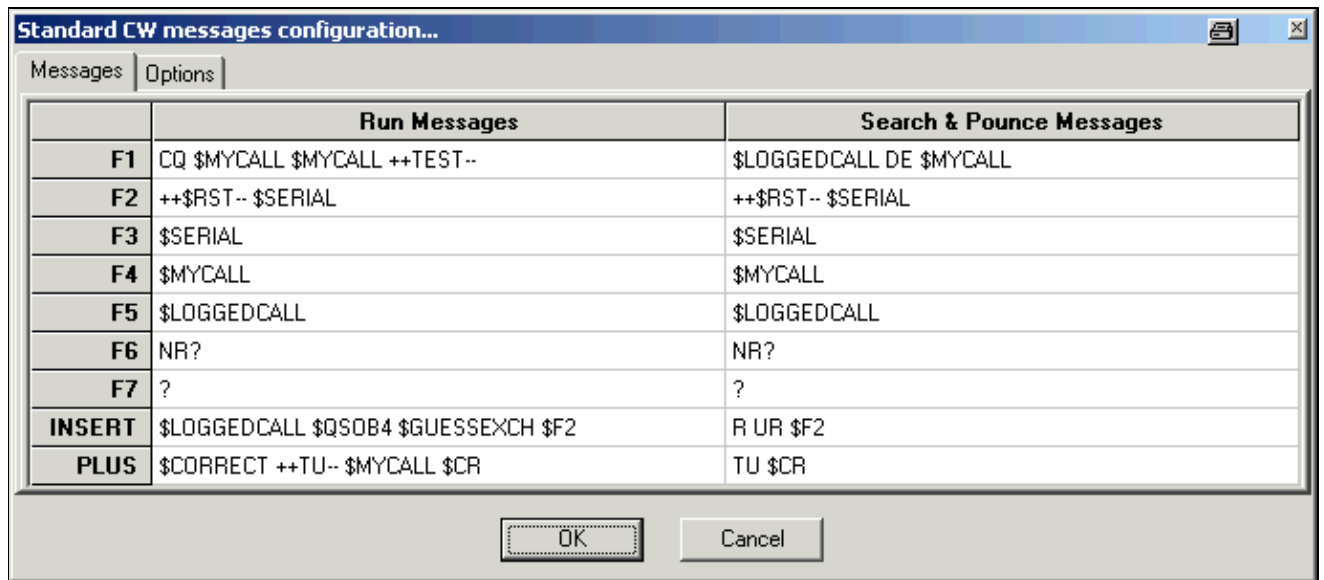 Standard CW messages configuration...
Messages Options
Run Messages Search & Pounce Messages
F1 CQ $MYCALL $MYCALL ++TEST-- $LOGGEDCALL DE $MYCALL
F2 ++$RST-- $SERIAL ++$RST-- $SERIAL
F3 $SERIAL $SERIAL
F4 $MYCALL $MYCALL
F5 $LOGGEDCALL $LOGGEDCALL
F6 NR? NR?
F7 ? ?
INSERT $LOGGEDCALL $QSOB4 $GUESSEXCH $F2 R UR $F2
PLUS $CORRECT ++TU-- $MYCALL $CR TU $CR
OK Cancel